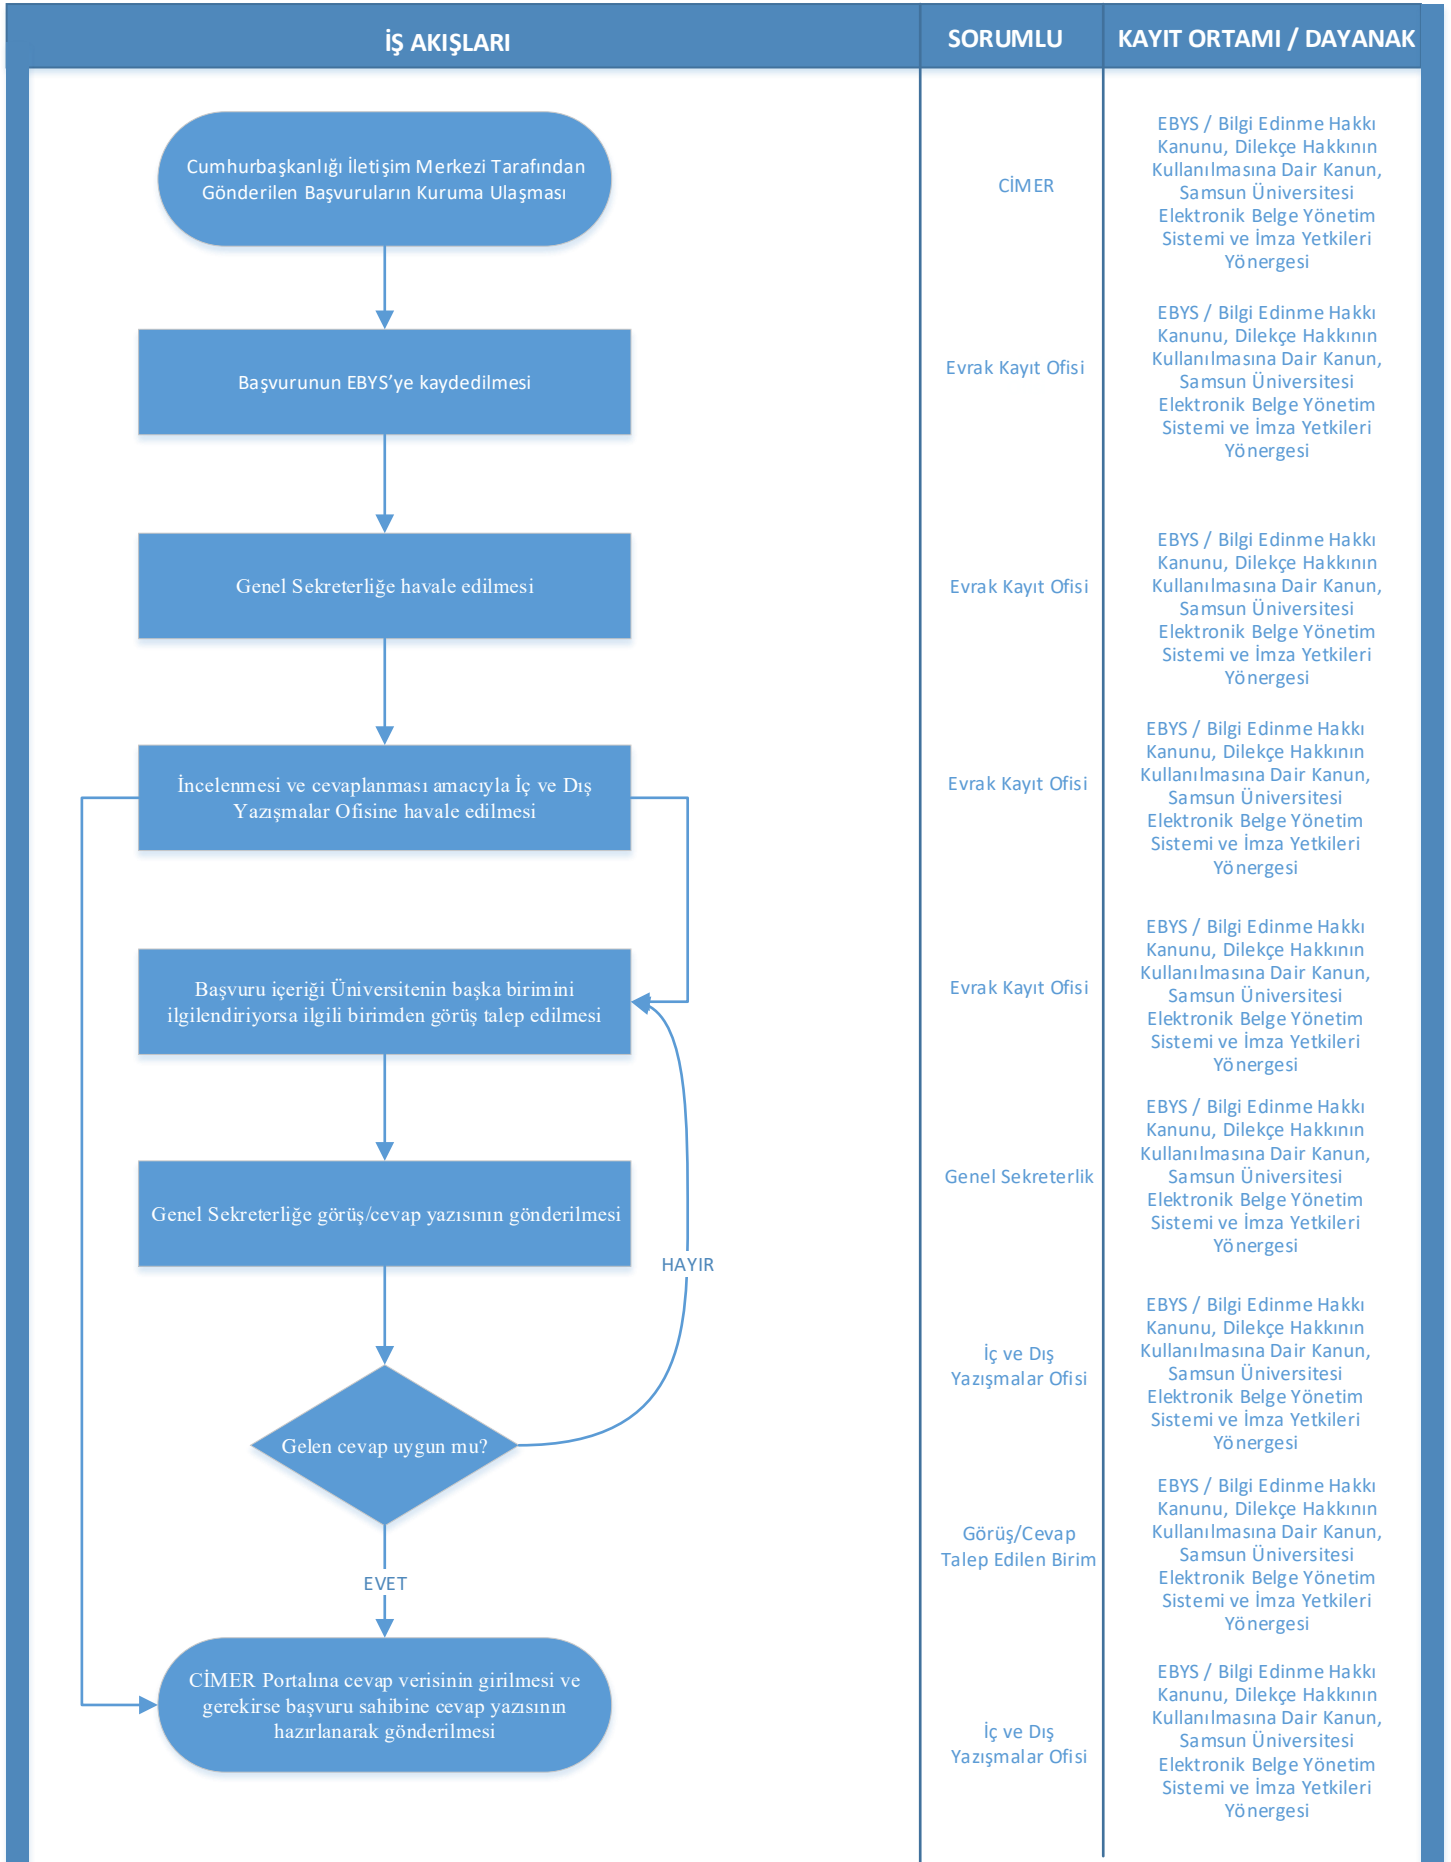 İŞ AKIŞLARI
SORUMLU
KAYIT ORTAMI / DAYANAK
Cumhurbaşkanlığı İletişim Merkezi Tarafından
Gönderilen Başvuruların Kuruma Ulaşması
CİMER
EBYS / Bilgi Edinme Hakkı
Kanunu, Dilekçe Hakkının
Kullanılmasına Dair Kanun,
Samsun Üniversitesi
Elektronik Belge Yönetim
Sistemi ve İmza Yetkileri
Yönergesi
Başvurunun EBYS’ye kaydedilmesi
Evrak Kayıt Ofisi
EBYS / Bilgi Edinme Hakkı
Kanunu, Dilekçe Hakkının
Kullanılmasına Dair Kanun,
Samsun Üniversitesi
Elektronik Belge Yönetim
Sistemi ve İmza Yetkileri
Yönergesi
Genel Sekreterliğe havale edilmesi
Evrak Kayıt Ofisi
EBYS / Bilgi Edinme Hakkı
Kanunu, Dilekçe Hakkının
Kullanılmasına Dair Kanun,
Samsun Üniversitesi
Elektronik Belge Yönetim
Sistemi ve İmza Yetkileri
Yönergesi
İncelenmesi ve cevaplanması amacıyla İç ve Dış
Yazışmalar Ofisine havale edilmesi
Evrak Kayıt Ofisi
EBYS / Bilgi Edinme Hakkı
Kanunu, Dilekçe Hakkının
Kullanılmasına Dair Kanun,
Samsun Üniversitesi
Elektronik Belge Yönetim
Sistemi ve İmza Yetkileri
Yönergesi
Başvuru içeriği Üniversitenin başka birimini
ilgilendiriyorsa ilgili birimden görüş talep edilmesi
Evrak Kayıt Ofisi
EBYS / Bilgi Edinme Hakkı
Kanunu, Dilekçe Hakkının
Kullanılmasına Dair Kanun,
Samsun Üniversitesi
Elektronik Belge Yönetim
Sistemi ve İmza Yetkileri
Yönergesi
Genel Sekreterliğe görüş/cevap yazısının gönderilmesi
Genel Sekreterlik
EBYS / Bilgi Edinme Hakkı
Kanunu, Dilekçe Hakkının
Kullanılmasına Dair Kanun,
Samsun Üniversitesi
Elektronik Belge Yönetim
Sistemi ve İmza Yetkileri
Yönergesi
HAYIR
Gelen cevap uygun mu?
İç ve Dış
Yazışmalar Ofisi
EBYS / Bilgi Edinme Hakkı
Kanunu, Dilekçe Hakkının
Kullanılmasına Dair Kanun,
Samsun Üniversitesi
Elektronik Belge Yönetim
Sistemi ve İmza Yetkileri
Yönergesi
EVET
Görüş/Cevap
Talep Edilen Birim
EBYS / Bilgi Edinme Hakkı
Kanunu, Dilekçe Hakkının
Kullanılmasına Dair Kanun,
Samsun Üniversitesi
Elektronik Belge Yönetim
Sistemi ve İmza Yetkileri
Yönergesi
CİMER Portalına cevap verisinin girilmesi ve
gerekirse başvuru sahibine cevap yazısının
hazırlanarak gönderilmesi
İç ve Dış
Yazışmalar Ofisi
EBYS / Bilgi Edinme Hakkı
Kanunu, Dilekçe Hakkının
Kullanılmasına Dair Kanun,
Samsun Üniversitesi
Elektronik Belge Yönetim
Sistemi ve İmza Yetkileri
Yönergesi